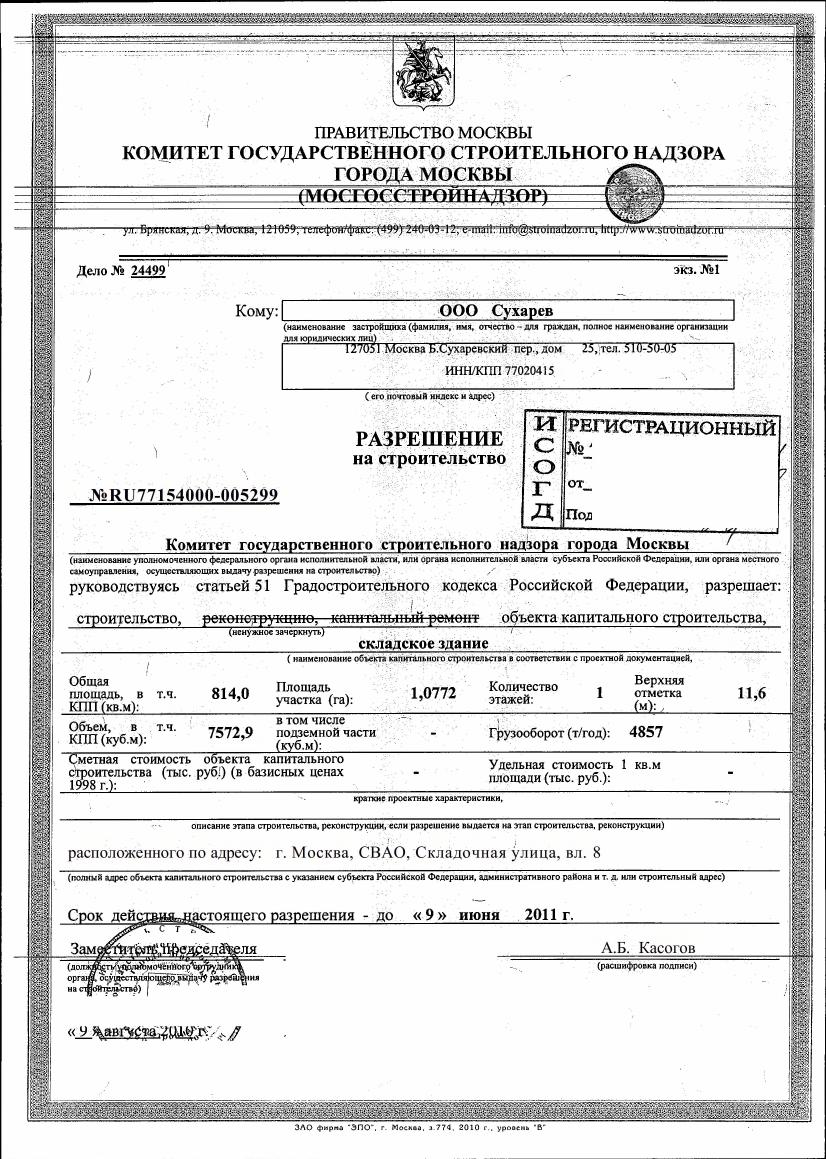 ПРАВИТЕЛЬСТВО МОСКВЫ
КОМИТЕТ ГОСУДАРСТВЕННОГО СТРОИТЕЛЬНОГО НАДЗОРА
ГОРОДА МОСКВЫ
(МОСГОССТРОЙНАДЗОР)
ул. Брянская, д. 9. Москва, 121059; телефон/факс: (499) 240-03-12; e-mail: info@stroinadzor.ru, http://www.stroinadzor.ru
Дело № 24499
экз. №1
Кому: ООО Сухарев
(наименование застройщика (фамилия, имя, отчество – для граждан, полное наименование организации
для юридических лиц)
127051 Москва Б.Сухаревский пер., дом 25, тел. 510-50-05
ИНН/КПП 77020415
( его почтовый индекс и адрес)
РАЗРЕШЕНИЕ
на строительство
ИСОГД
РЕГИСТРАЦИОННЫЙ
№
от
Под
№RU77154000-005299
Комитет государственного строительного надзора города Москвы
(наименование уполномоченного федерального органа исполнительной власти, или органа исполнительной власти субъекта Российской Федерации, или органа местного
самоуправления, осуществляющих выдачу разрешения на строительство)
руководствуясь статьей 51 Градостроительного кодекса Российской Федерации, разрешает:
строительство, реконструкцию, капитальный ремонт объекта капитального строительства,
(ненужное зачеркнуть)
складское здание
( наименование объекта капитального строительства в соответствии с проектной документацией,
Общая площадь, в т.ч. КПП (кв.м): 814,0 Площадь участка (га): 1,0772 Количество этажей: 1 Верхняя отметка (м): 11,6
Объем, в т.ч. КПП (куб.м): 7572,9 в том числе подземной части (куб.м): - Грузооборот (т/год): 4857
Сметная стоимость объекта капитального строительства (тыс. руб.) (в базисных ценах 1998 г.): - Удельная стоимость 1 кв.м площади (тыс. руб.): -
краткие проектные характеристики,
описание этапа строительства, реконструкции, если разрешение выдается на этап строительства, реконструкции)
расположенного по адресу: г. Москва, СВАО, Складочная улица, вл. 8
(полный адрес объекта капитального строительства с указанием субъекта Российской Федерации, административного района и т. д. или строительный адрес)
Срок действия настоящего разрешения - до « 9 » июня 2011 г.
Заместитель председателя
А.Б. Касогов
(должность уполномоченного сотрудника
органа, осуществляющего выдачу разрешения
на строительство)
(расшифровка подписи)
« 9 » августа 2010 г.
ЗАО фирма "ЭПО", г. Москва, з.774, 2010 г., уровень "В"